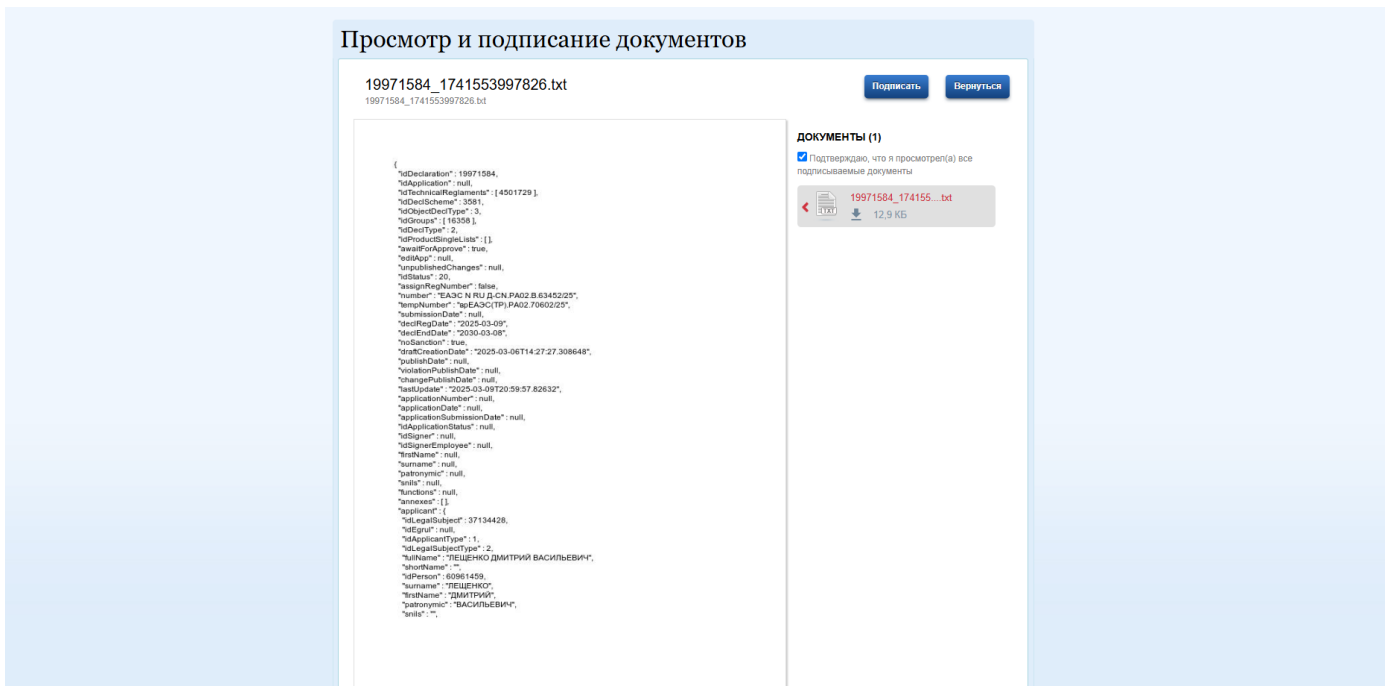 Просмотр и подписание документов
19971584_1741553997826.txt
19971584_1741553997826.txt
Подписать
Вернуться
{
"idDeclaration" : 19971584,
"idApplication" : null,
"idTechnicalReglaments" : [ 4501729 ],
"idDeclScheme" : 3581,
"idObjectDeclType" : 3,
"idGroups" : [ 16358 ],
"idDeclType" : 2,
"idProductSingleLists" : [ ],
"awaitForApprove" : true,
"editApp" : null,
"unpublishedChanges" : null,
"idStatus" : 20,
"assignRegNumber" : false,
"number" : "ЕАЭС N RU Д-CN.РА02.В.63452/25",
"tempNumber" : "врЕАЭС(ТР).РА02.70602/25",
"submissionDate" : null,
"declRegDate" : "2025-03-09",
"declEndDate" : "2030-03-08",
"noSanction" : true,
"draftCreationDate" : "2025-03-06T14:27:27.308648",
"publishDate" : null,
"violationPublishDate" : null,
"changePublishDate" : null,
"lastUpdate" : "2025-03-09T20:59:57.82632",
"applicationNumber" : null,
"applicationDate" : null,
"applicationSubmissionDate" : null,
"idApplicationStatus" : null,
"idSigner" : null,
"idSignerEmployee" : null,
"firstName" : null,
"surname" : null,
"patronymic" : null,
"snils" : null,
"functions" : null,
"annexes" : [ ],
"applicant" : {
"idLegalSubject" : 37134428,
"idEgrul" : null,
"idApplicantType" : 1,
"idLegalSubjectType" : 2,
"fullName" : "ЛЕЩЕНКО ДМИТРИЙ ВАСИЛЬЕВИЧ",
"shortName" : "",
"idPerson" : 60961459,
"surname" : "ЛЕЩЕНКО",
"firstName" : "ДМИТРИЙ",
"patronymic" : "ВАСИЛЬЕВИЧ",
"snils" : "",
ДОКУМЕНТЫ (1)
Подтверждаю, что я просмотрел(а) все
подписываемые документы
19971584_174155....txt
TXT
12,9 КБ